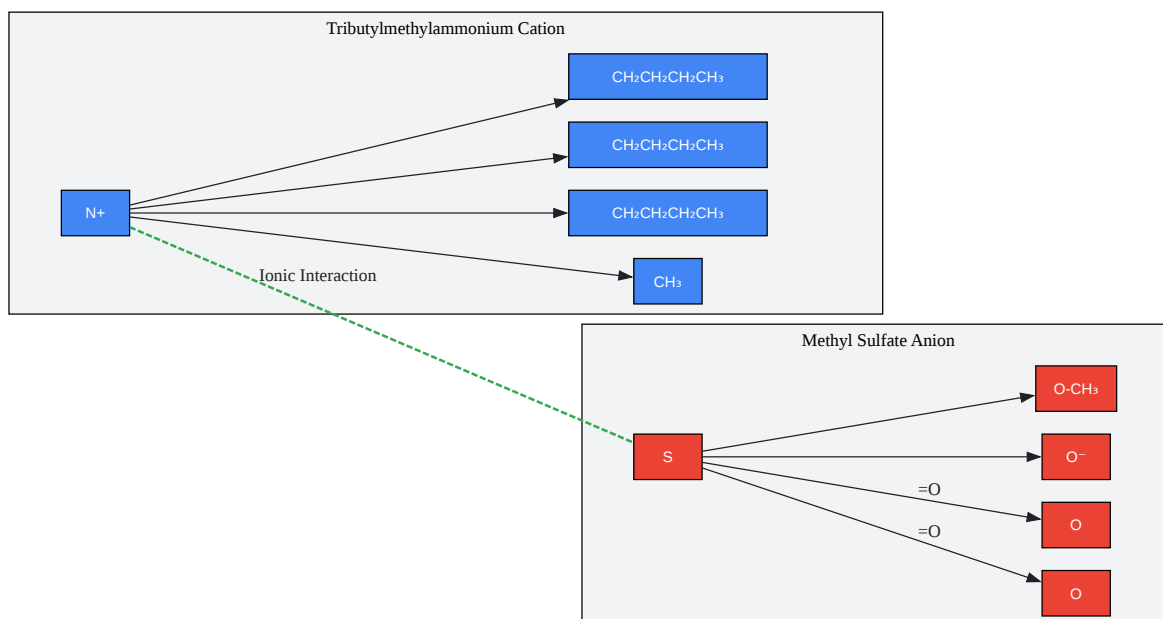 Tributylmethylammonium Cation
CH₂CH₂CH₂CH₃
CH₂CH₂CH₂CH₃
N+
CH₂CH₂CH₂CH₃
Ionic Interaction
CH₃
Methyl Sulfate Anion
O-CH₃
S
O⁻
=O
O
=O
O